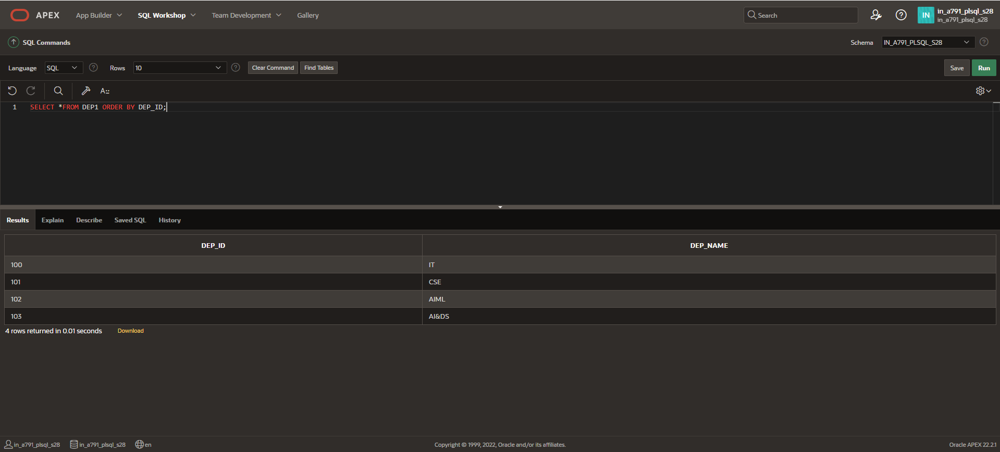 APEX App Builder SQL Workshop Team Development Gallery Search IN in_a791_plsql_s28
in_a791_plsql_s28
SQL Commands Schema IN_A791_PLSQL_S28
Language SQL Rows 10 Clear Command Find Tables Save Run
A::
1 SELECT *FROM DEP1 ORDER BY DEP_ID;
Results Explain Describe Saved SQL History
DEP_ID DEP_NAME
100 IT
101 CSE
102 AIML
103 AI&DS
4 rows returned in 0.01 seconds Download
in_a791_plsql_s28 in_a791_plsql_s28 en Copyright © 1999, 2022, Oracle and/or its affiliates. Oracle APEX 22.2.1